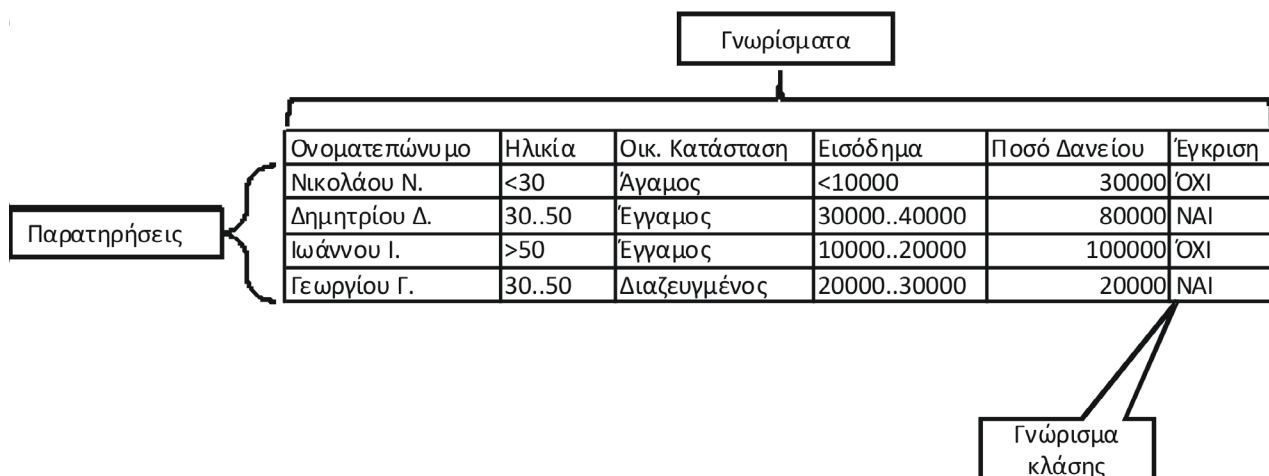 Γνωρίσματα
Ονοματεπώνυμο Ηλικία Οικ. Κατάσταση Εισόδημα Ποσό Δανείου Έγκριση
Νικολάου Ν. <30 Άγαμος <10000 30000 ΌΧΙ
Δημητρίου Δ. 30..50 Έγγαμος 30000..40000 80000 ΝΑΙ
Παρατηρήσεις
Ιωάννου Ι. >50 Έγγαμος 10000..20000 100000 ΌΧΙ
Γεωργίου Γ. 30..50 Διαζευγμένος 20000..30000 20000 ΝΑΙ
Γνώρισμα
κλάσης